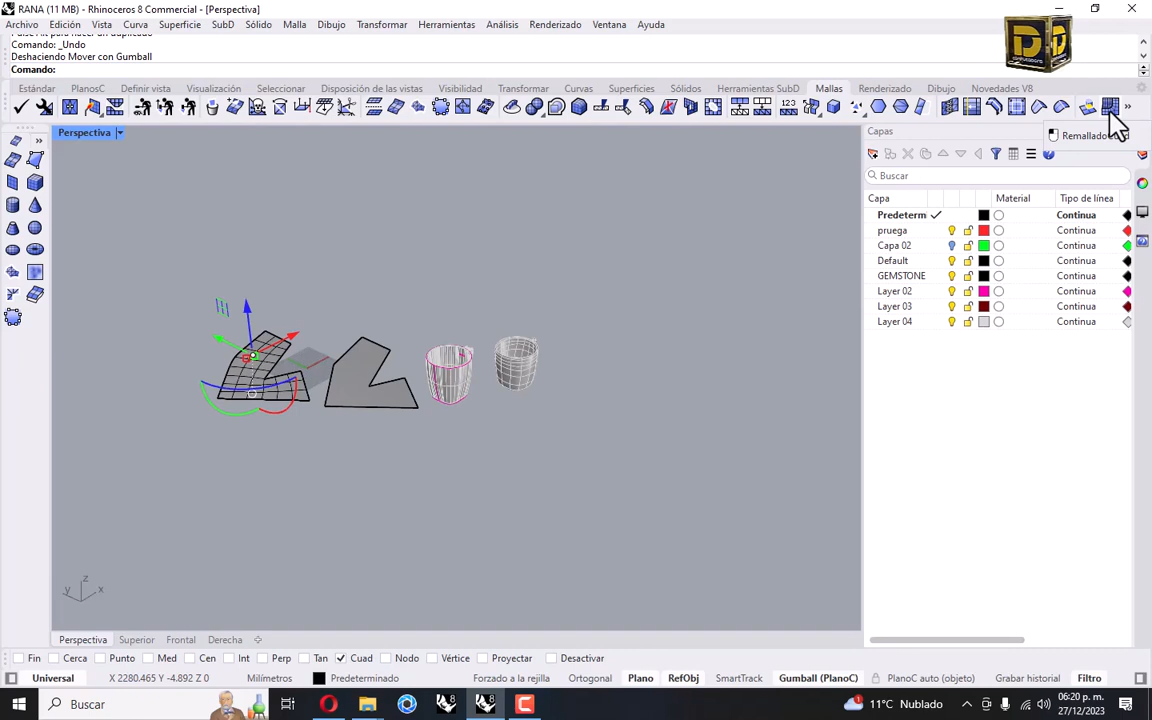 RANA (11 MB) - Rhinoceros 8 Commercial - [Perspectiva]
Archivo Edición Vista Curva Superficie SubD Sólido Malla Dibujo Transformar Herramientas Análisis Renderizado Ventana Ayuda
Comando: _Undo
Deshaciendo Mover con Gumball
Comando:
Estándar PlanosC Definir vista Visualización Seleccionar Disposición de las vistas Visibilidad Transformar Curvas Superficies Sólidos Herramientas SubD Mallas Renderizado Dibujo Novedades V8
Perspectiva
Capas
Buscar
Capa Material Tipo de línea
Predeterm Continua
pruega Continua
Capa 02 Continua
Default Continua
GEMSTONE Continua
Layer 02 Continua
Layer 03 Continua
Layer 04 Continua
z
y x
Perspectiva Superior Frontal Derecha
Fin Cerca Punto Med Cen Int Perp Tan Cuad Nodo Vértice Proyectar Desactivar
Universal X 2280.465 Y -4.892 Z 0 Milímetros Predeterminado Forzado a la rejilla Ortogonal Plano RefObj SmartTrack Gumball (PlanoC) PlanoC auto (objeto) Grabar historial Filtro
Buscar 11°C Nublado 06:20 p. m.
27/12/2023